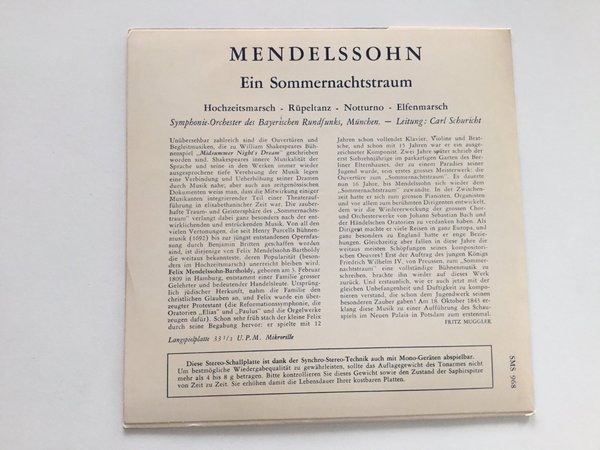 MENDELSSOHN
Ein Sommernachtstraum
Hochzeitsmarsch - Rüpeltanz - Notturno - Elfenmarsch
Symphonie-Orchester des Bayerischen Rundfunks, München. — Leitung: Carl Schuricht
Unübersehbar zahlreich sind die Ouvertüren und
Begleitmusiken, die zu William Shakespeares Büh-
nenspiel „Midsummer Night's Dream" geschrieben
worden sind. Shakespeares innere Musikalität der
Sprache und seine in den Werken immer wieder
ausgesprochene tiefe Verehrung der Musik legen
eine Verbindung und Ueberhöhung seiner Dramen
durch Musik nahe; aber auch aus zeitgenössischen
Dokumenten weiss man, dass die Mitwirkung einiger
Musikanten integrierender Teil einer Theaterauf-
führung in elisabethanischer Zeit war. Die zauber-
hafte Traum- und Geistersphäre des „Sommernachts-
traum" verlangt dabei ganz besonders nach der ent-
wirklichenden und entrückenden Musik. Von all den
vielen Vertonungen, die seit Henry Purcells Bühnen-
musik (1692) bis zur jüngst entstandenen Opernfas-
sung durch Benjamin Britten geschaffen worden
sind, ist diejenige von Felix Mendelssohn-Bartholdy
die weitaus bekannteste, deren Popularität (beson-
ders im Hochzeitsmarsch) unerreicht bleiben wird.
Felix Mendelssohn-Bartholdy, geboren am 3. Februar
1809 in Hamburg, entstammt einer Familie grosser
Gelehrter und bedeutender Handelsleute. Ursprüng-
lich jüdischer Herkunft, nahm die Familie den
christlichen Glauben an, und Felix wurde ein über-
zeugter Protestant (die Reformationssymphonie, die
Oratorien „Elias" und „Paulus" und die Orgelwerke
zeugen dafür). Schon sehr früh stach der kleine Felix
durch seine Begabung hervor: er spielte mit 12
Jahren schon vollendet Klavier, Violine und Brat-
sche, und schon mit 15 Jahren war er ein ausge-
zeichneter Komponist. Zwei Jahre später schrieb der
erst Siebzehnjährige im parkartigen Garten des Ber-
liner Elternhauses, der zu einem Paradies seiner
Jugend wurde, sein erstes grosses Meisterwerk: die
Ouvertüre zum „Sommernachtstraum". Es dauerte
nun 16 Jahre, bis Mendelssohn sich wieder dem
„Sommernachtstraum" zuwandte. In der Zwischen-
zeit hatte er sich zum grossen Pianisten, Organisten
und vor allem zum berühmten Dirigenten entwickelt,
dem wir die Wiedererweckung der grossen Chor-
und Orchesterwerke von Johann Sebastian Bach und
der Händelschen Oratorien zu verdanken haben. Als
Dirigent machte er viele Reisen in ganz Europa, und
ganz besonders zu England hatte er enge Bezie-
hungen. Gleichzeitig aber fallen in diese Jahre die
weitaus meisten Schöpfungen seines kompositori-
schen Oeuvres! Erst der Auftrag des jungen Königs
Friedrich Wilhelm IV. von Preussen, zum „Sommer-
nachtstraum" eine vollständige Bühnenmusik zu
schreiben, brachte ihn wieder auf dieses Werk
zurück. Und erstaunlich, wie er auch jetzt mit der
gleichen Unbefangenheit und Duftigkeit zu kompo-
nieren verstand, die schon dem Jugendwerk seinen
besonderen Zauber gaben! Am 18. Oktober 1843 er-
klang diese Musik zu einer Aufführung des Schau-
spiels im Neuen Palais in Potsdam zum erstenmal.
FRITZ MUGGLER
Langspielplatte 33 1/3 U. P. M. Mikrorille
Diese Stereo-Schallplatte ist dank der Synchro-Stereo-Technik auch mit Mono-Geräten abspielbar.
Um bestmögliche Wiedergabequalität zu gewährleisten, sollte das Auflagegewicht des Tonarmes nicht
mehr als 4 bis 8 g betragen. Bitte kontrollieren Sie dieses Gewicht sowie den Zustand der Saphirspitze
von Zeit zu Zeit. Sie erhöhen damit die Lebensdauer Ihrer kostbaren Platten.
SMS 968